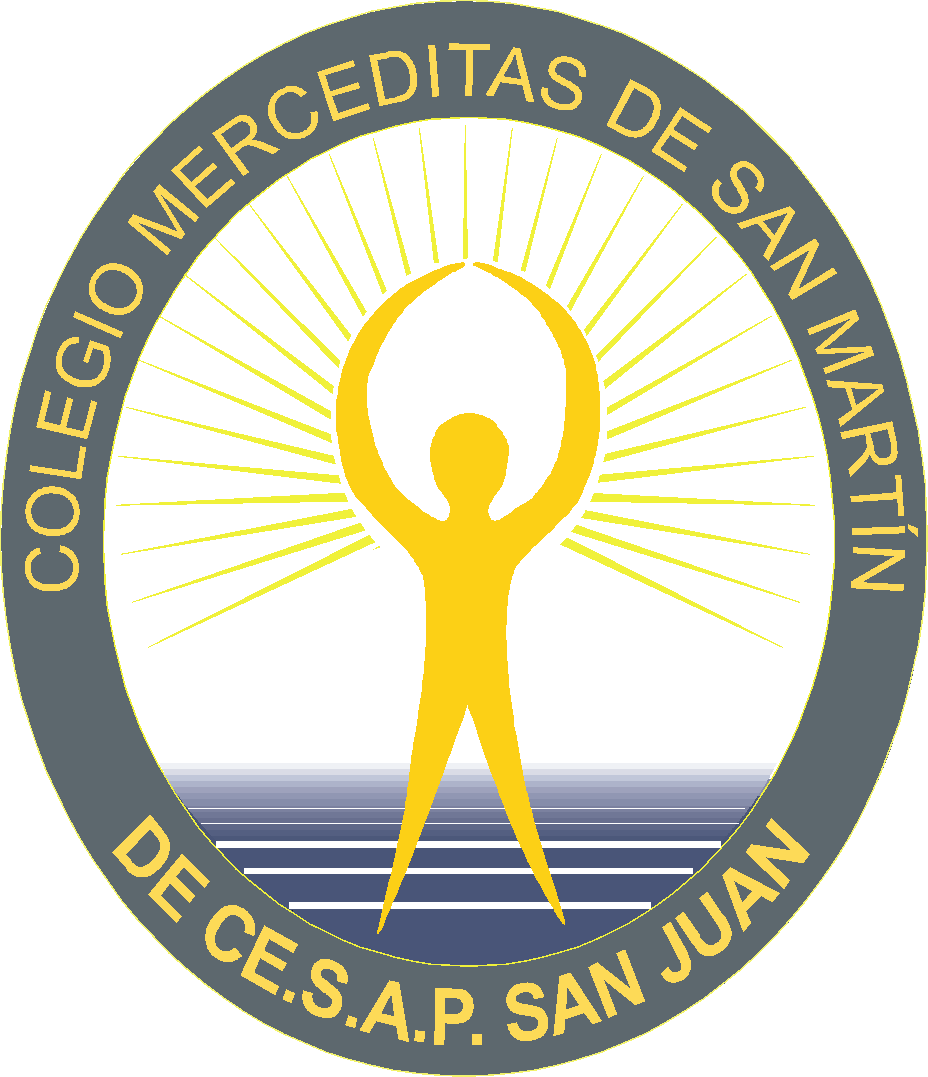 COLEGIO MERCEDITAS DE SAN MARTÍN
DE CE.S.A.P. SAN JUAN